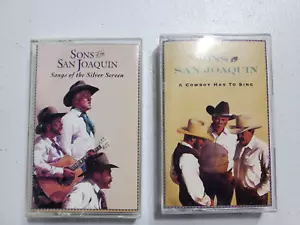 SONS OF THE
SAN JOAQUIN
Songs of the Silver Screen
SONS OF THE
SAN JOAQUIN
A COWBOY HAS TO SING